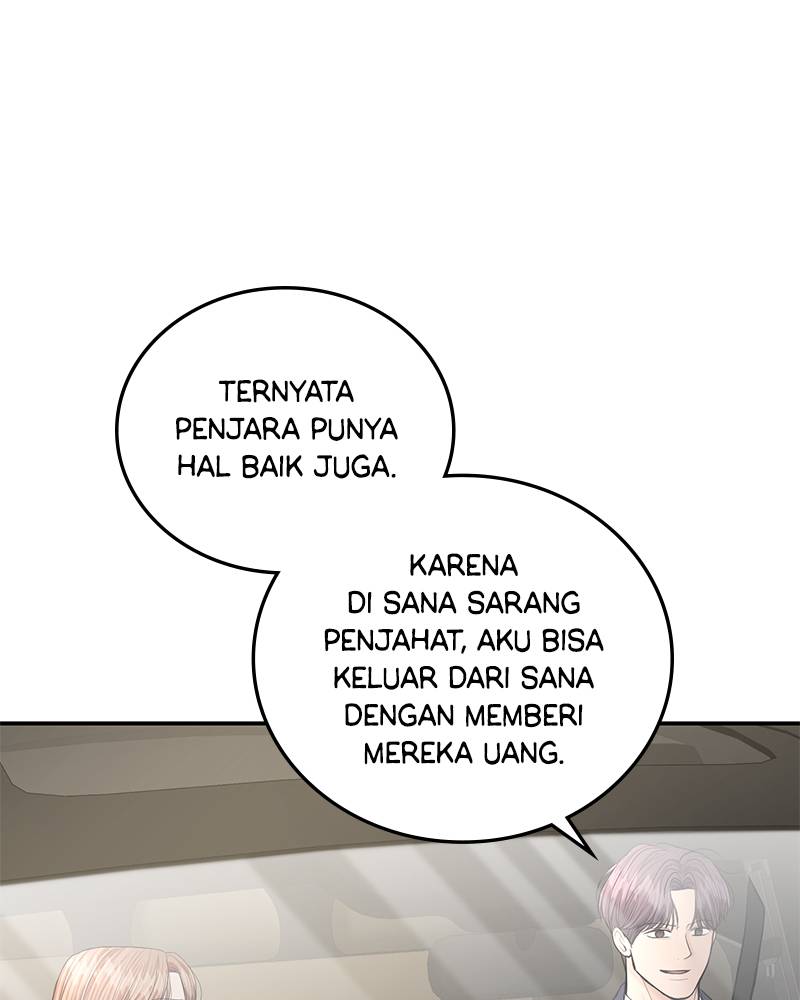 TERNYATA
PENJARA PUNYA
HAL BAIK JUGA.
KARENA
DI SANA SARANG
PENJAHAT, AKU BISA
KELUAR DARI SANA
DENGAN MEMBERI
MEREKA UANG.